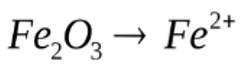 Fe₂O₃ → Fe²⁺